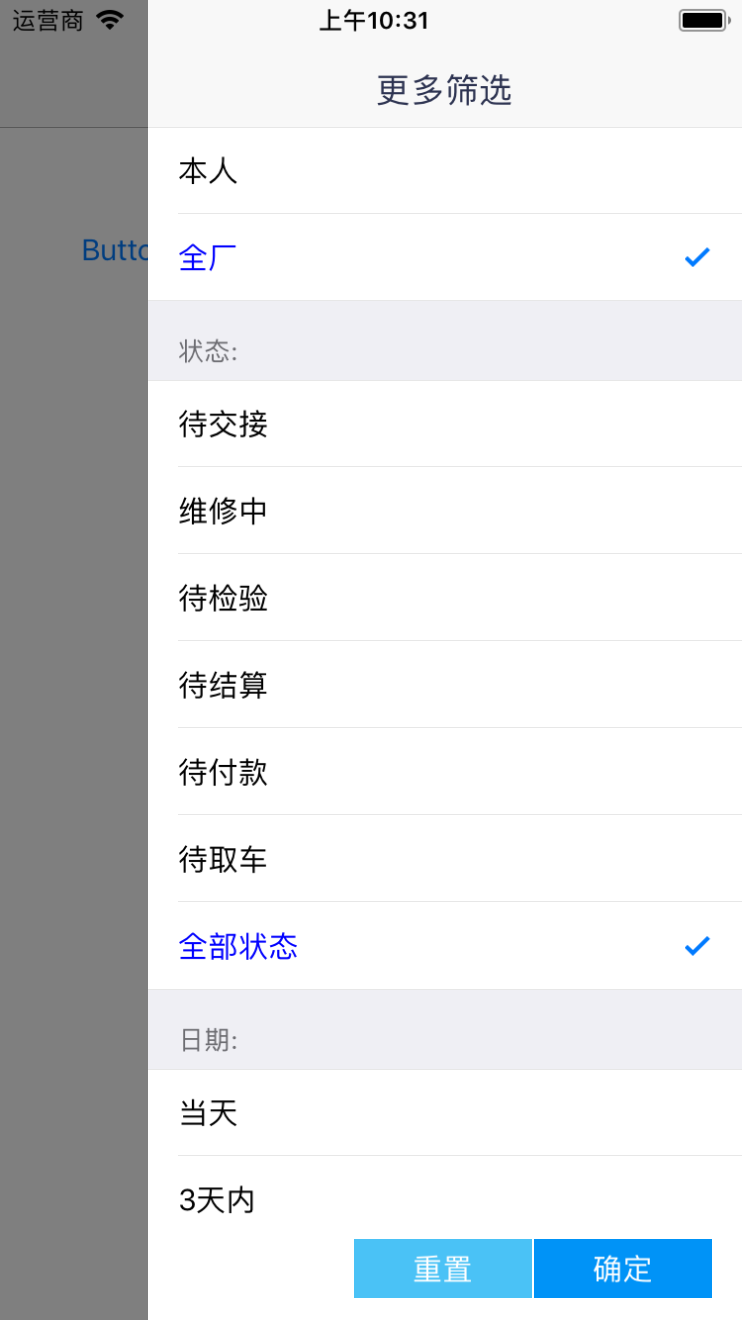 运营商 上午10:31
更多筛选
本人
Butto
全厂
状态:
待交接
维修中
待检验
待结算
待付款
待取车
全部状态
日期:
当天
3天内
重置 确定